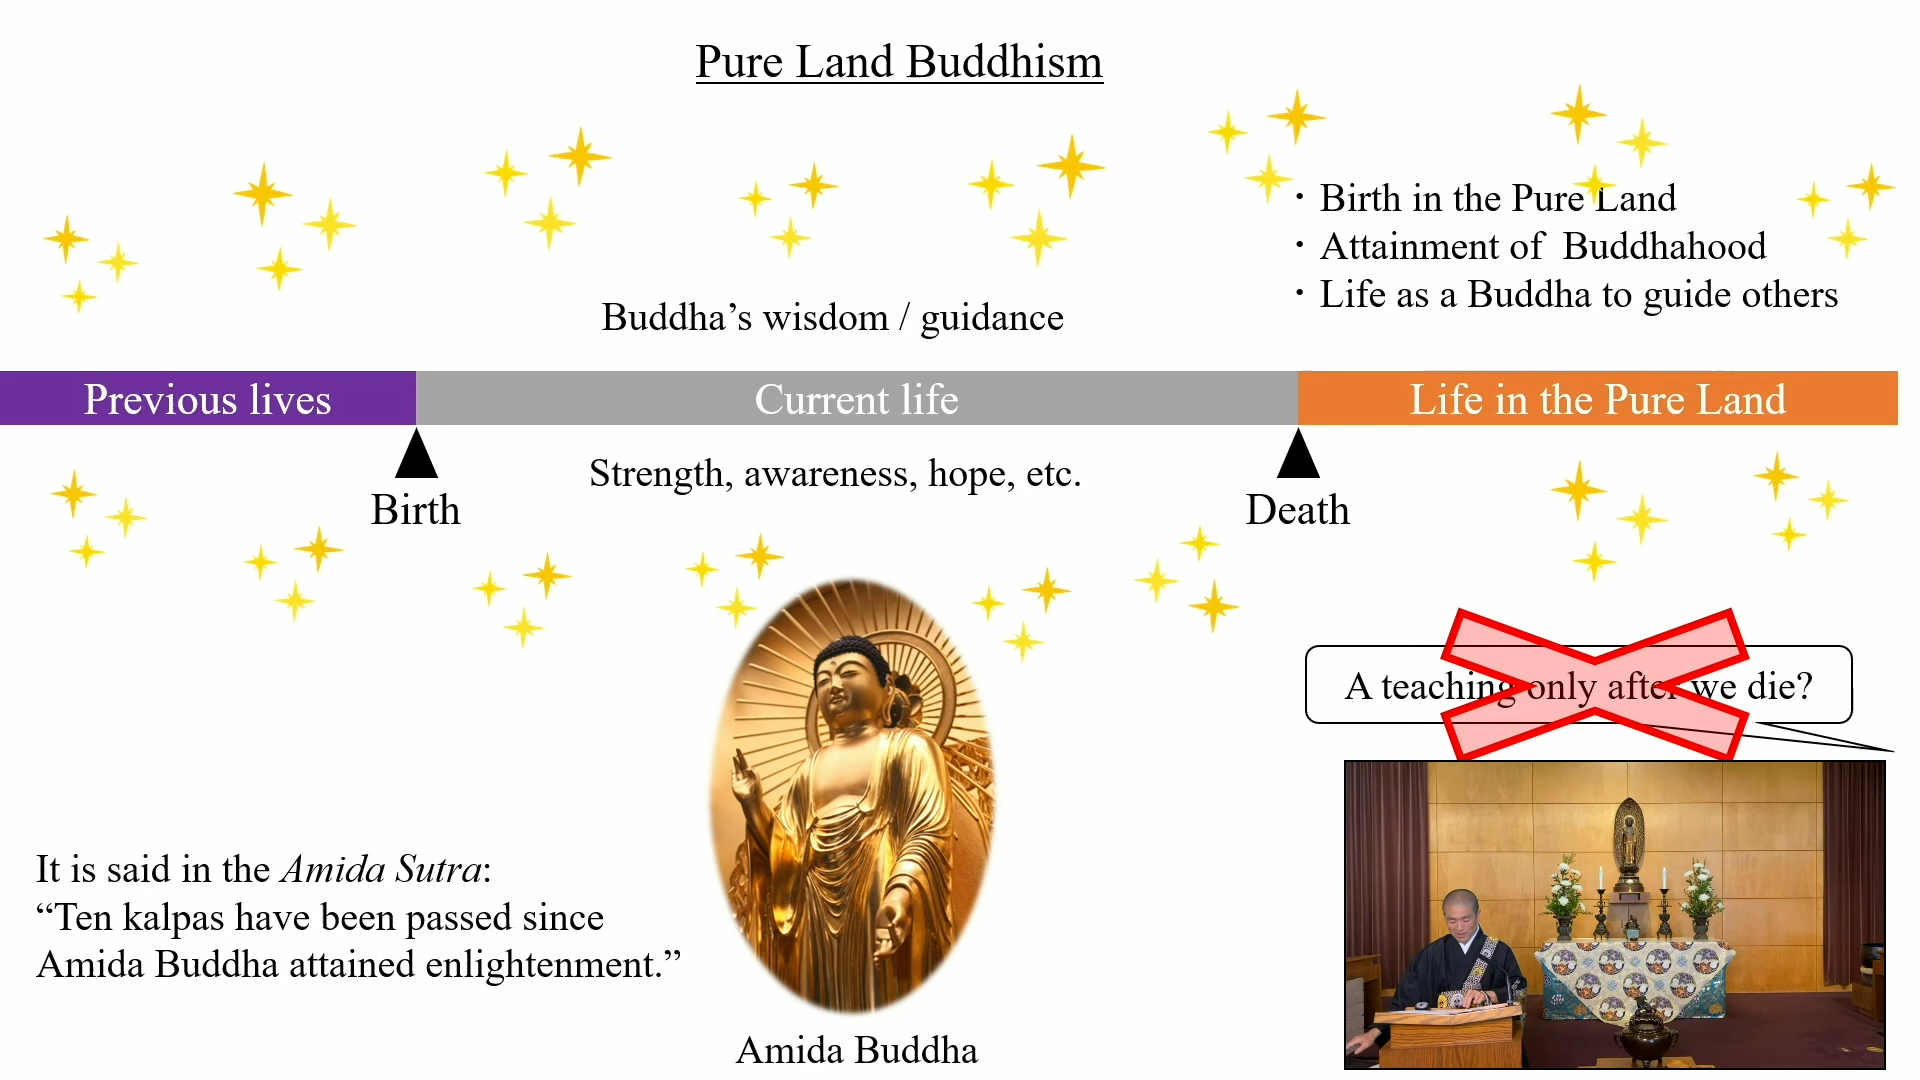 Pure Land Buddhism
・Birth in the Pure Land
・Attainment of Buddhahood
・Life as a Buddha to guide others
Buddha’s wisdom / guidance
Previous lives
Current life
Life in the Pure Land
Strength, awareness, hope, etc.
Birth
Death
A teaching only after we die?
It is said in the Amida Sutra:
“Ten kalpas have been passed since
Amida Buddha attained enlightenment.”
Amida Buddha